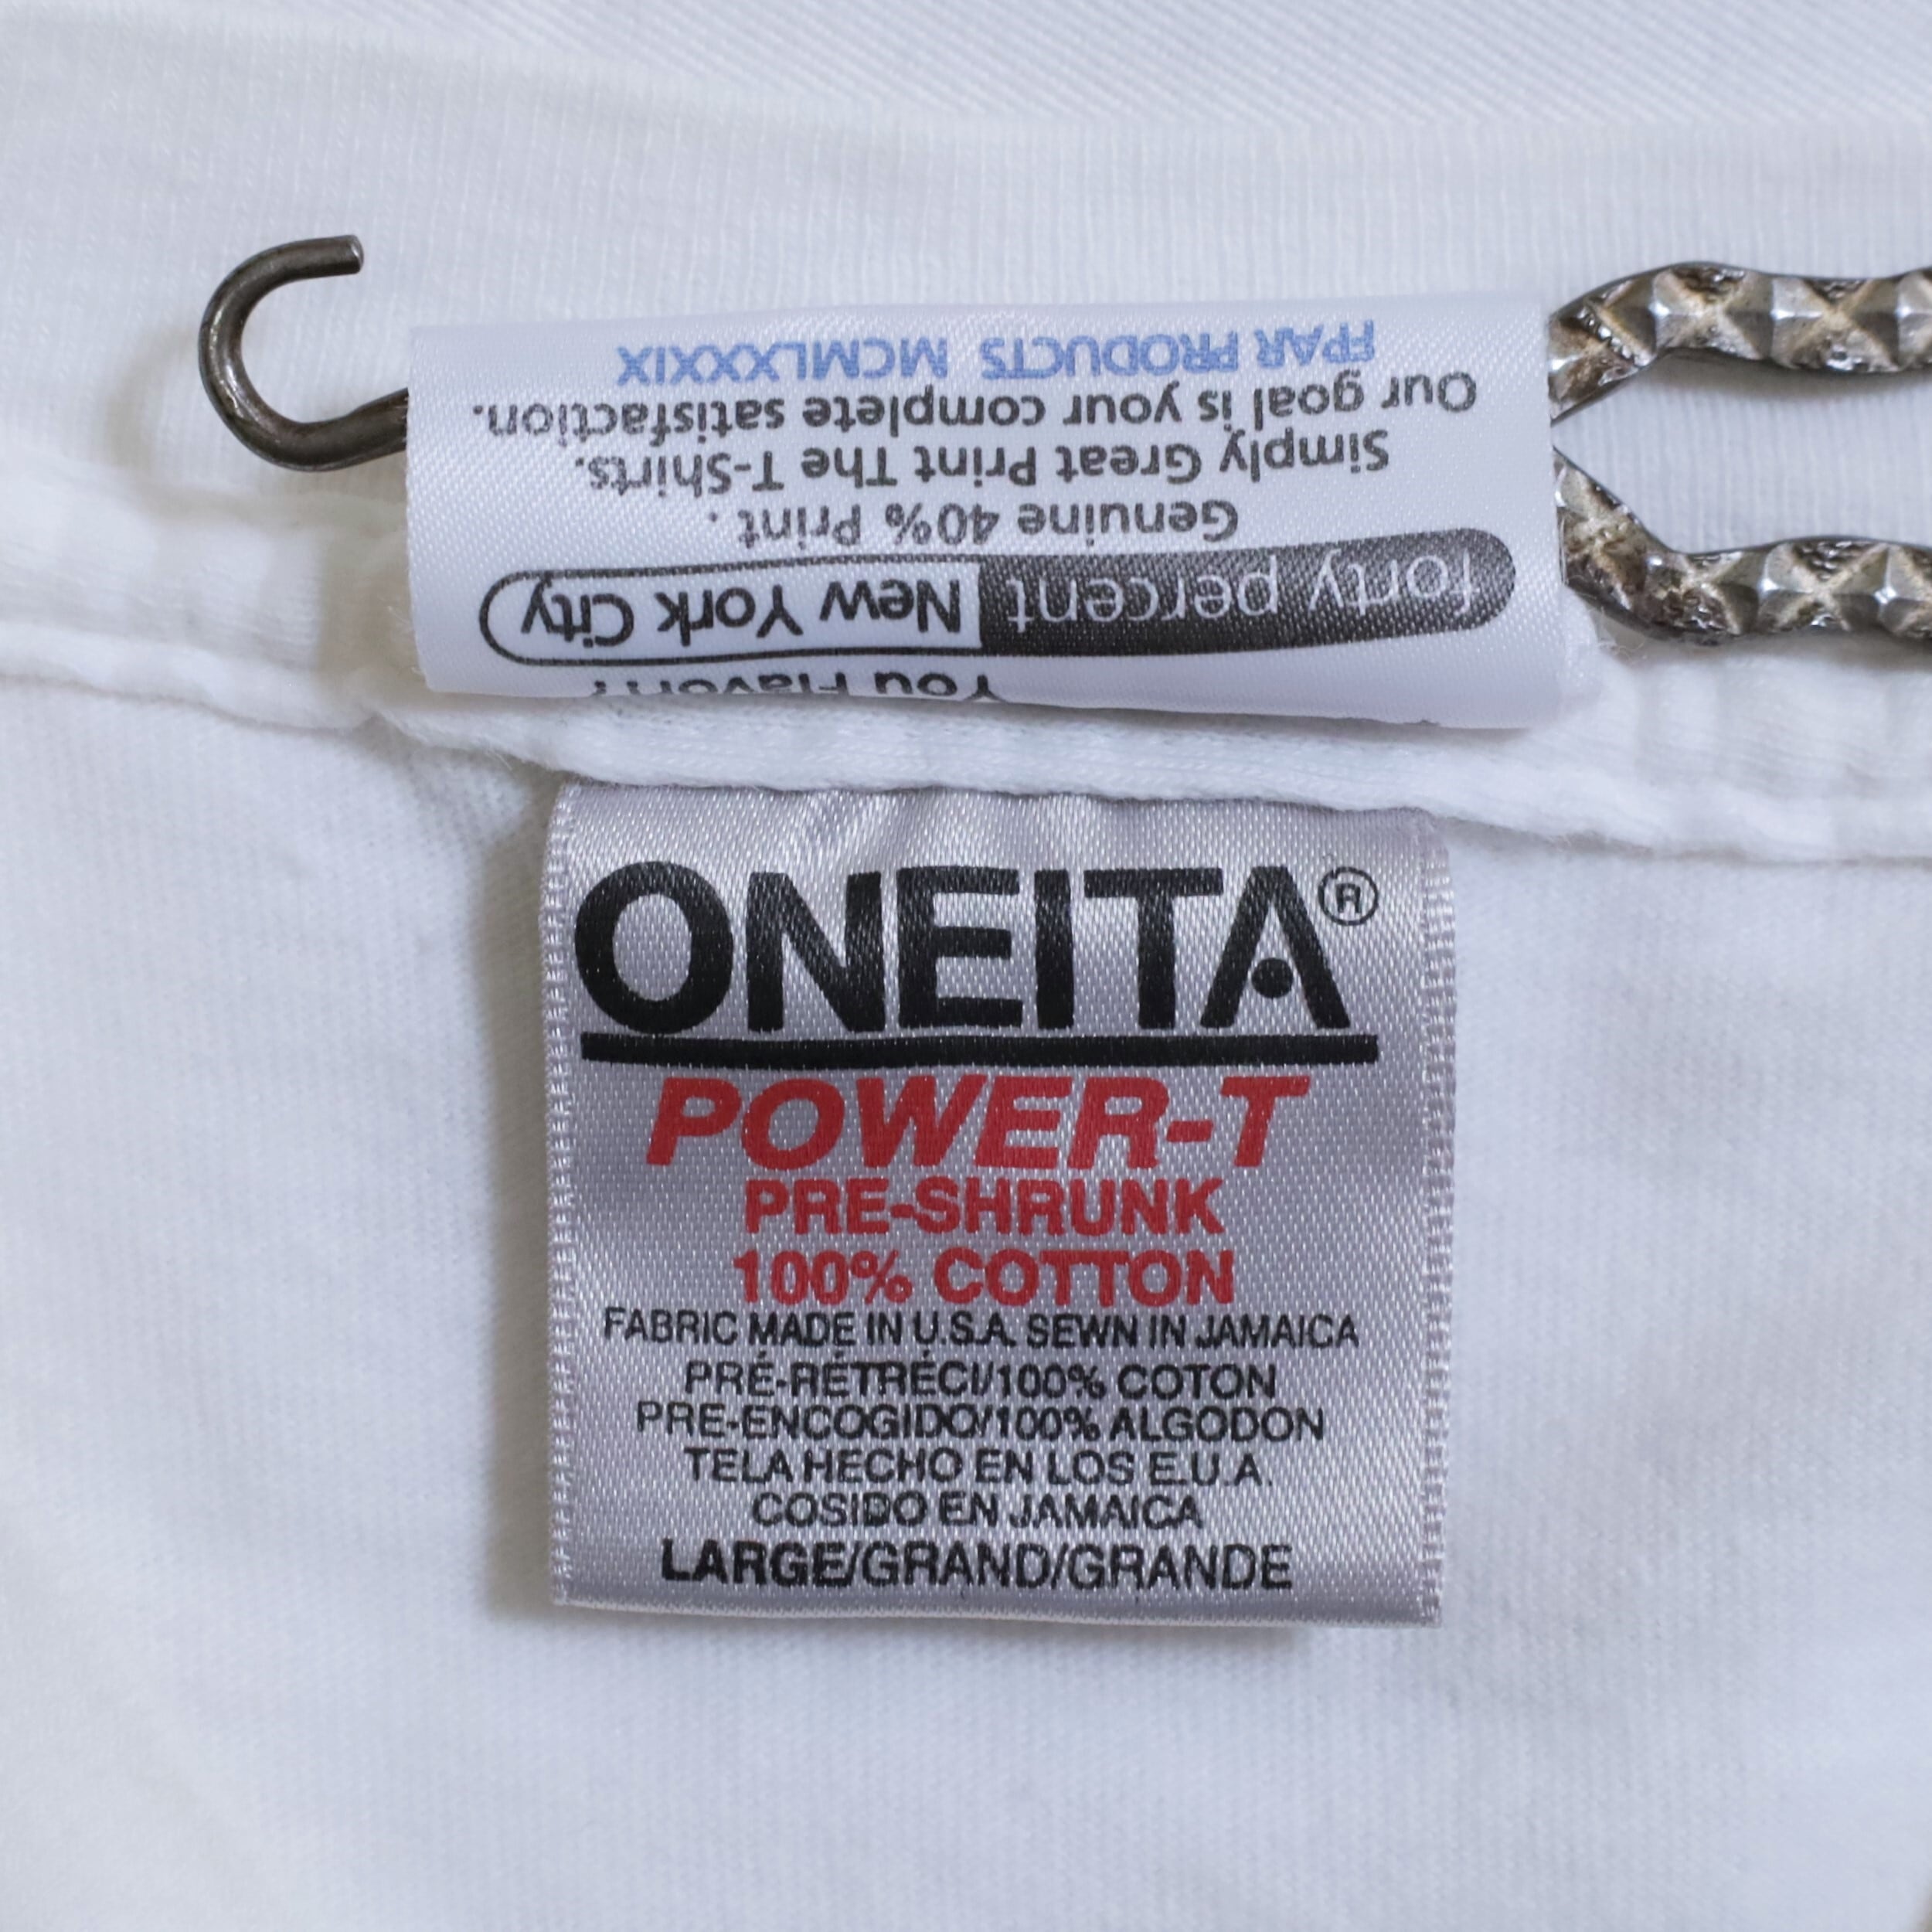 FPAR PRODUCTS MCMLXXXIX
Our goal is your complete satisfaction.
Simply Great Print The T-Shirts.
Genuine 40% Print .
forty percent New York City
You Flavor?
ONEITA®
POWER-T
PRE-SHRUNK
100% COTTON
FABRIC MADE IN U.S.A. SEWN IN JAMAICA
PRÉ-RÉTRÉCI/100% COTON
PRE-ENCOGIDO/100% ALGODON
TELA HECHO EN LOS E.U.A.
COSIDO EN JAMAICA
LARGE/GRAND/GRANDE